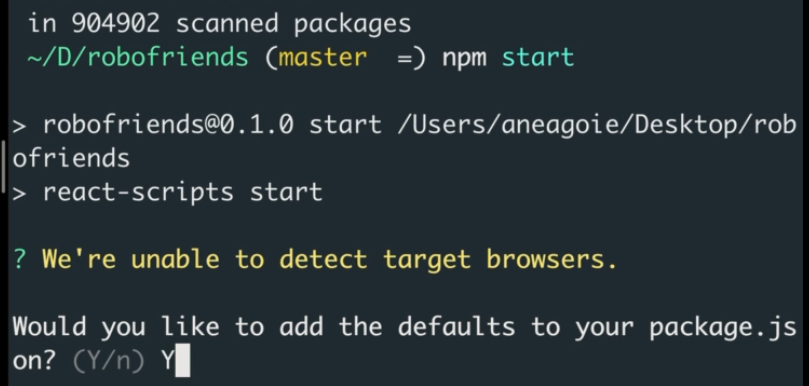 in 904902 scanned packages
~/D/robofriends (master =) npm start
> robofriends@0.1.0 start /Users/aneagoie/Desktop/rob
ofriends
> react-scripts start
? We're unable to detect target browsers.
Would you like to add the defaults to your package.js
on? (Y/n) Y